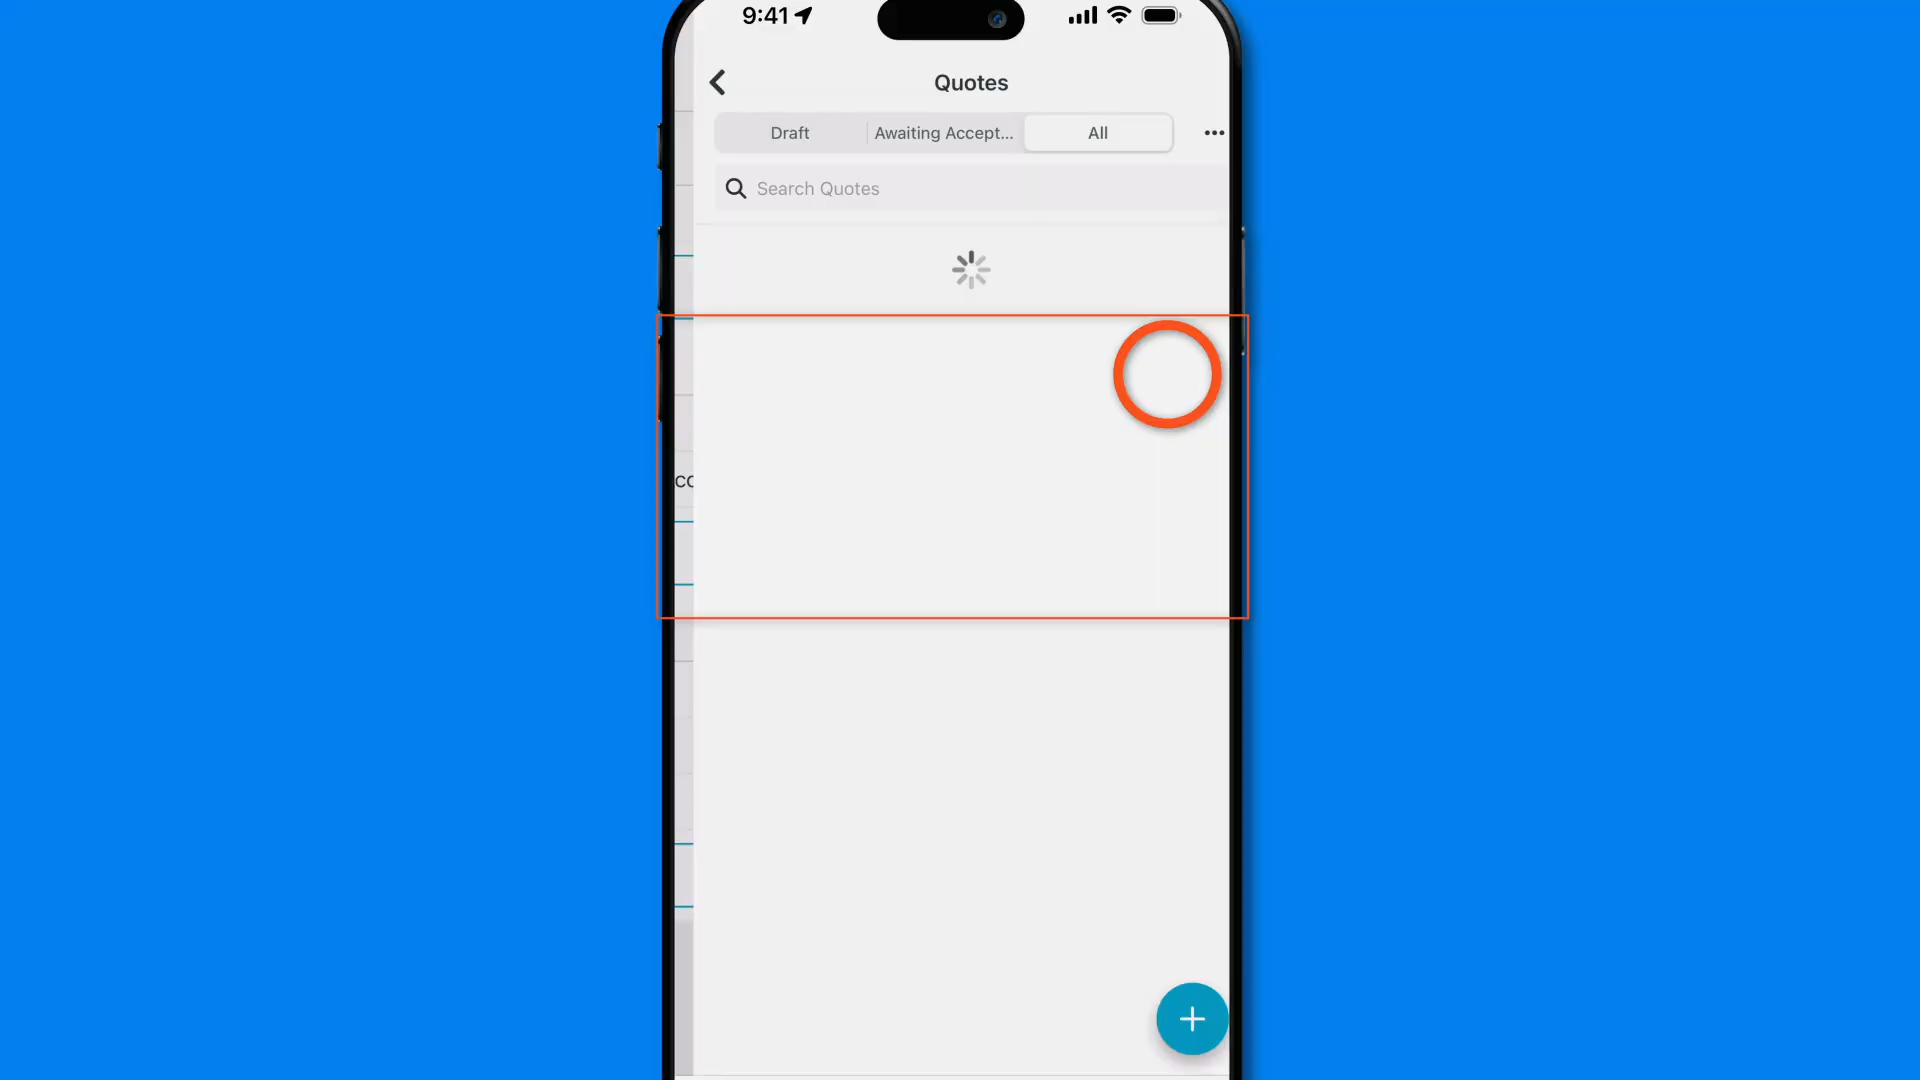 9:41
Quotes
Draft
Awaiting Accept...
All
Search Quotes